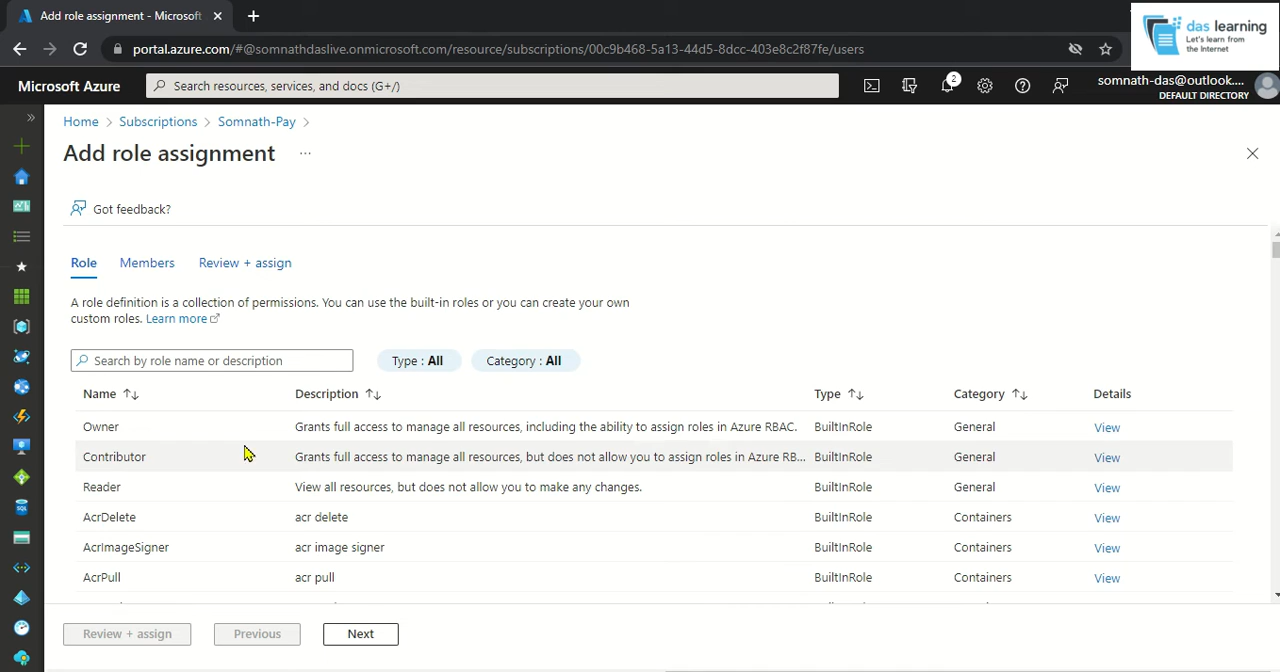 Add role assignment - Microsoft
das learning
Let's learn from
the Internet
portal.azure.com/#@somnathdaslive.onmicrosoft.com/resource/subscriptions/00c9b468-5a13-44d5-8dcc-403e8c2f87fe/users
Microsoft Azure
Search resources, services, and docs (G+/)
2
somnath-das@outlook....
DEFAULT DIRECTORY
Home > Subscriptions > Somnath-Pay >
Add role assignment ...
Got feedback?
Role Members Review + assign
A role definition is a collection of permissions. You can use the built-in roles or you can create your own
custom roles. Learn more
Search by role name or description Type : All Category : All
Name ↑↓ Description ↑↓ Type ↑↓ Category ↑↓ Details
Owner Grants full access to manage all resources, including the ability to assign roles in Azure RBAC. BuiltInRole General View
Contributor Grants full access to manage all resources, but does not allow you to assign roles in Azure RB... BuiltInRole General View
Reader View all resources, but does not allow you to make any changes. BuiltInRole General View
AcrDelete acr delete BuiltInRole Containers View
AcrImageSigner acr image signer BuiltInRole Containers View
AcrPull acr pull BuiltInRole Containers View
Review + assign Previous Next